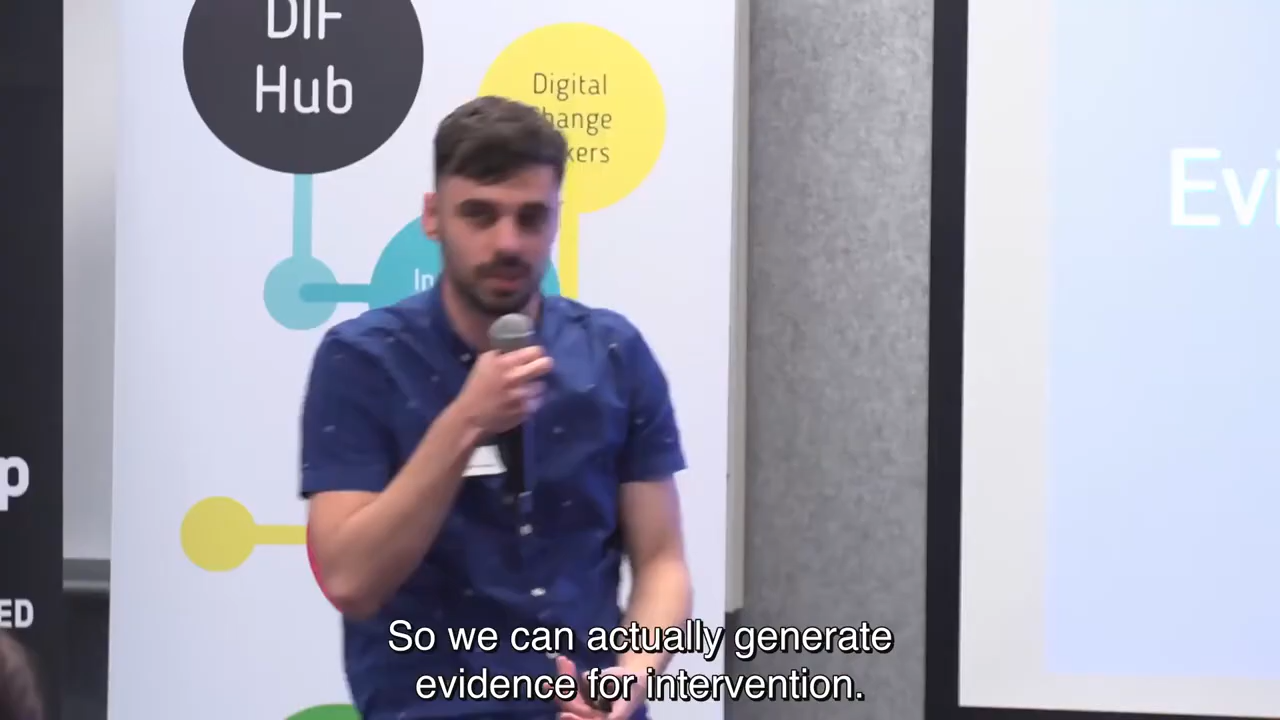 DIF
Hub
Digital
hange
kers
In
Evi
p
ED
So we can actually generate
evidence for intervention.